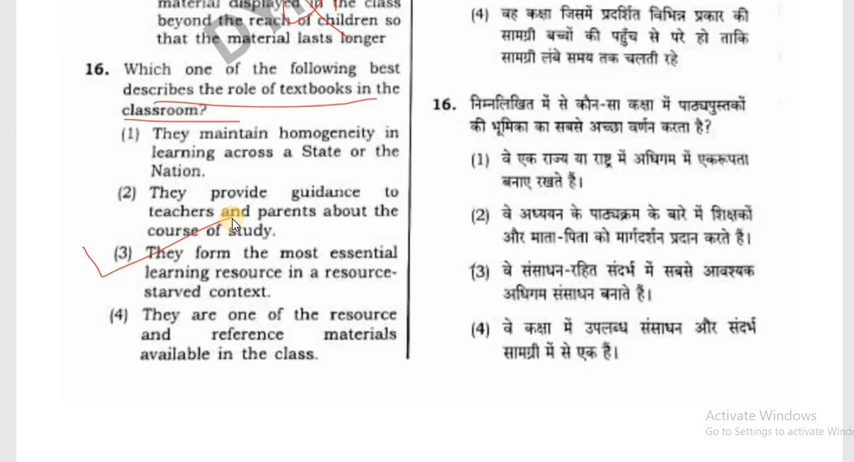 material displayed in the class
beyond the reach of children so
that the material lasts longer
16. Which one of the following best
describes the role of textbooks in the
classroom?
(1) They maintain homogeneity in
learning across a State or the
Nation.
(2) They provide guidance to
teachers and parents about the
course of study.
(3) They form the most essential
learning resource in a resource-
starved context.
(4) They are one of the resource
and reference materials
available in the class.
(4) वह कक्षा जिसमें प्रदर्शित विभिन्न प्रकार की
सामग्री बच्चों की पहुँच से परे हो ताकि
सामग्री लंबे समय तक चलती रहे
16. निम्नलिखित में से कौन-सा कक्षा में पाठ्यपुस्तकों
की भूमिका का सबसे अच्छा वर्णन करता है?
(1) वे एक राज्य या राष्ट्र में अधिगम में एकरूपता
बनाए रखते हैं।
(2) वे अध्ययन के पाठ्यक्रम के बारे में शिक्षकों
और माता-पिता को मार्गदर्शन प्रदान करते हैं।
(3) वे संसाधन-रहित संदर्भ में सबसे आवश्यक
अधिगम संसाधन बनाते हैं।
(4) वे कक्षा में उपलब्ध संसाधन और संदर्भ
सामग्री में से एक हैं।
Activate Windows
Go to Settings to activate